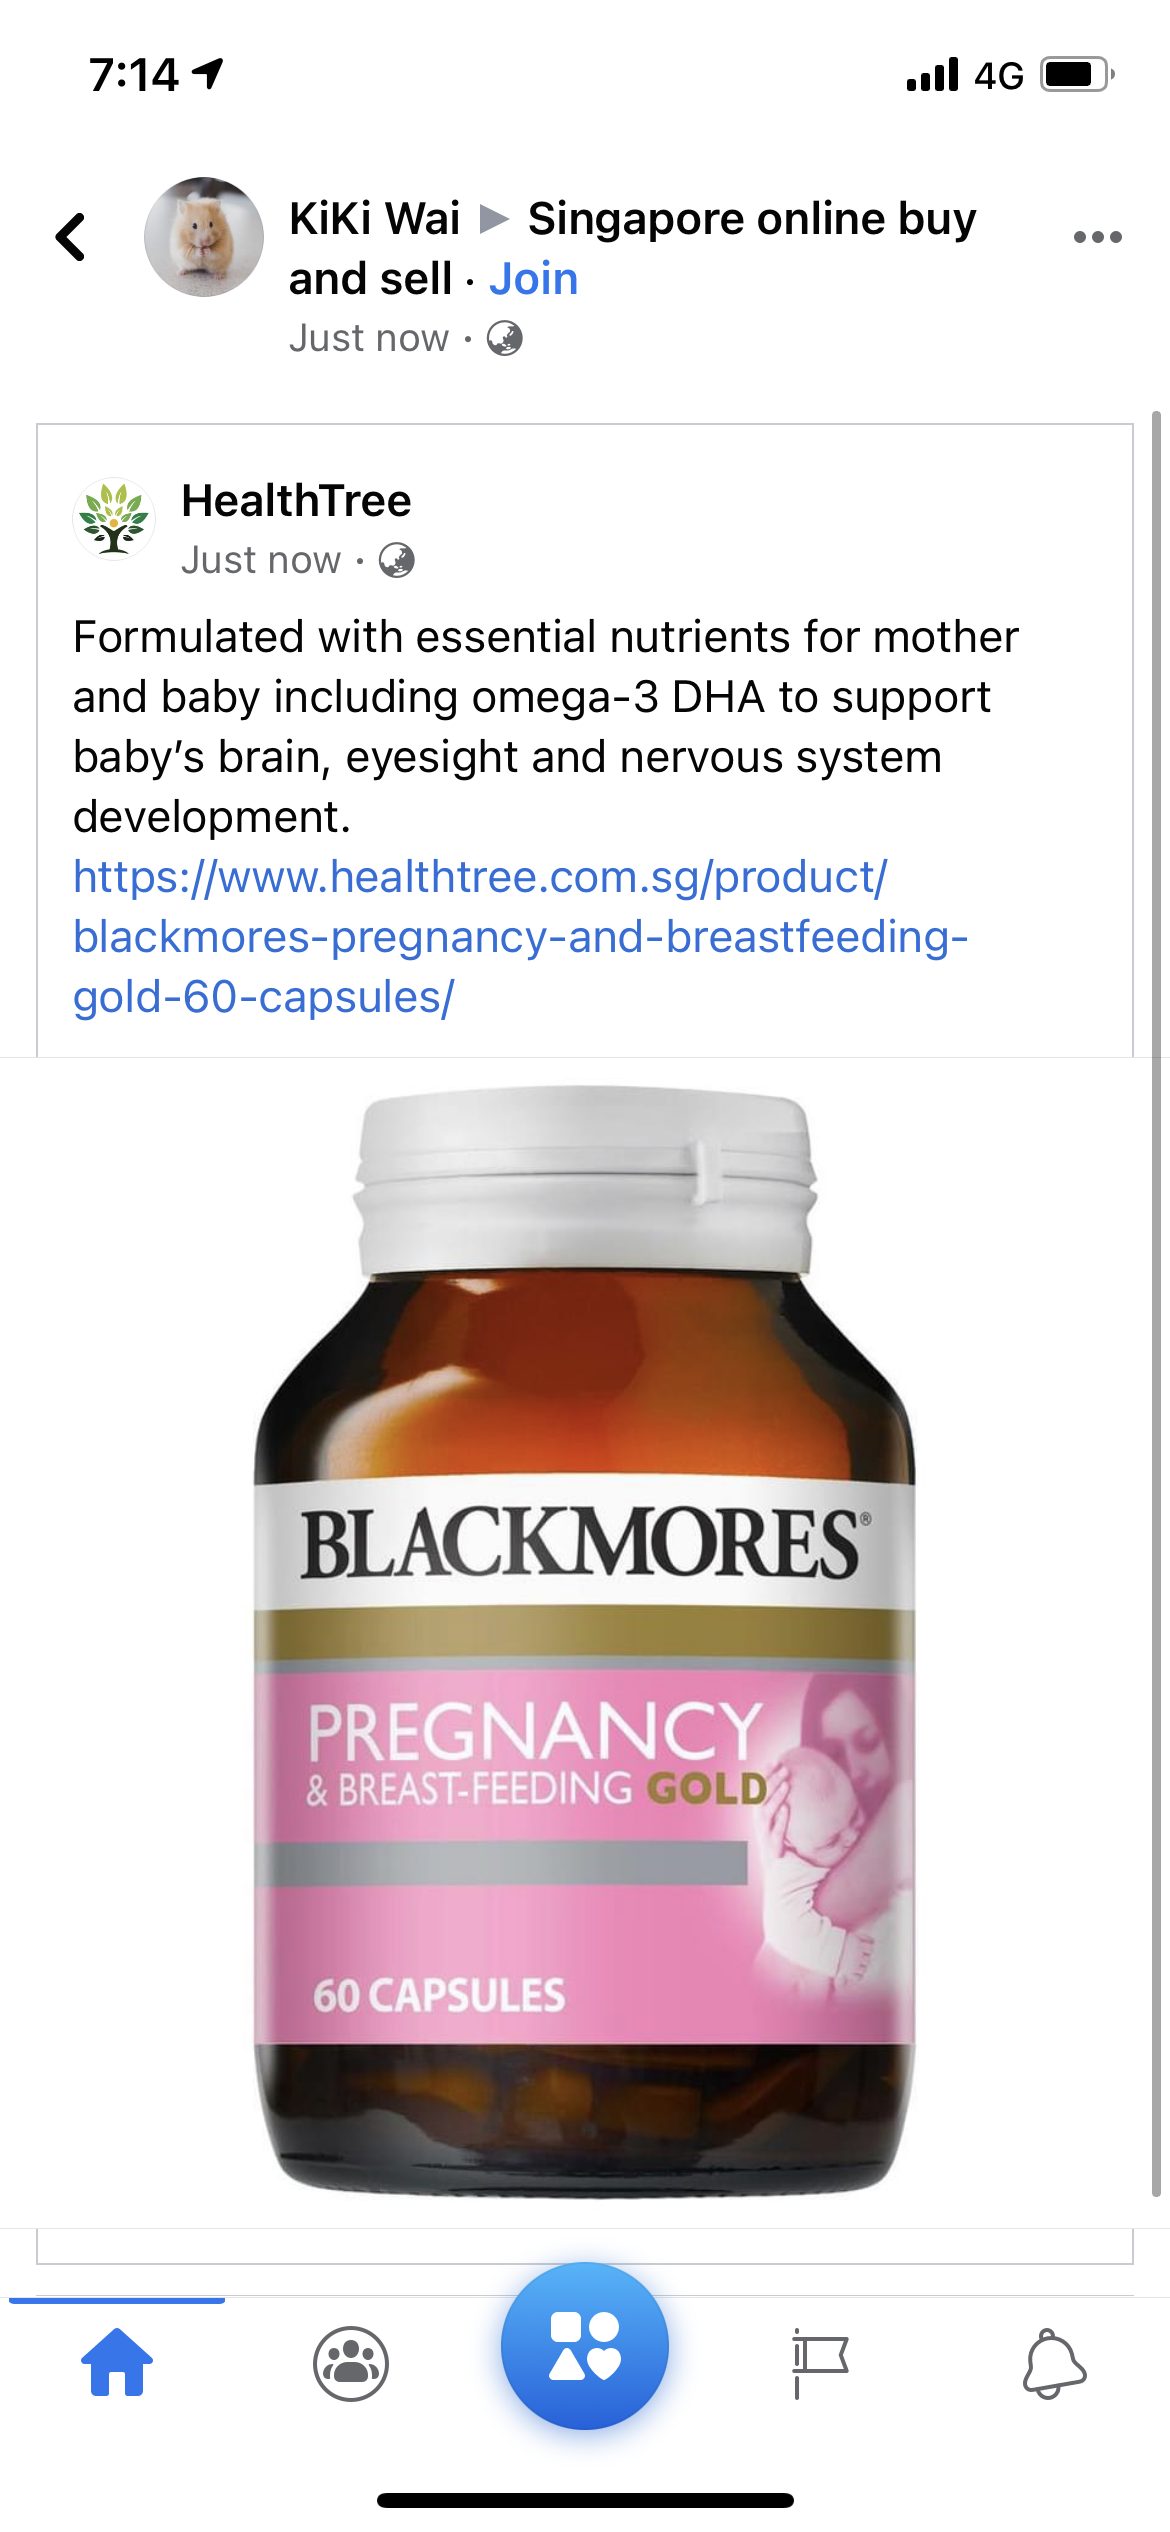 7:14
4G
KiKi Wai ▶ Singapore online buy
and sell · Join
Just now ·
HealthTree
Just now ·
Formulated with essential nutrients for mother
and baby including omega-3 DHA to support
baby's brain, eyesight and nervous system
development.
https://www.healthtree.com.sg/product/
blackmores-pregnancy-and-breastfeeding-
gold-60-capsules/
BLACKMORES®
PREGNANCY
& BREAST-FEEDING GOLD
60 CAPSULES